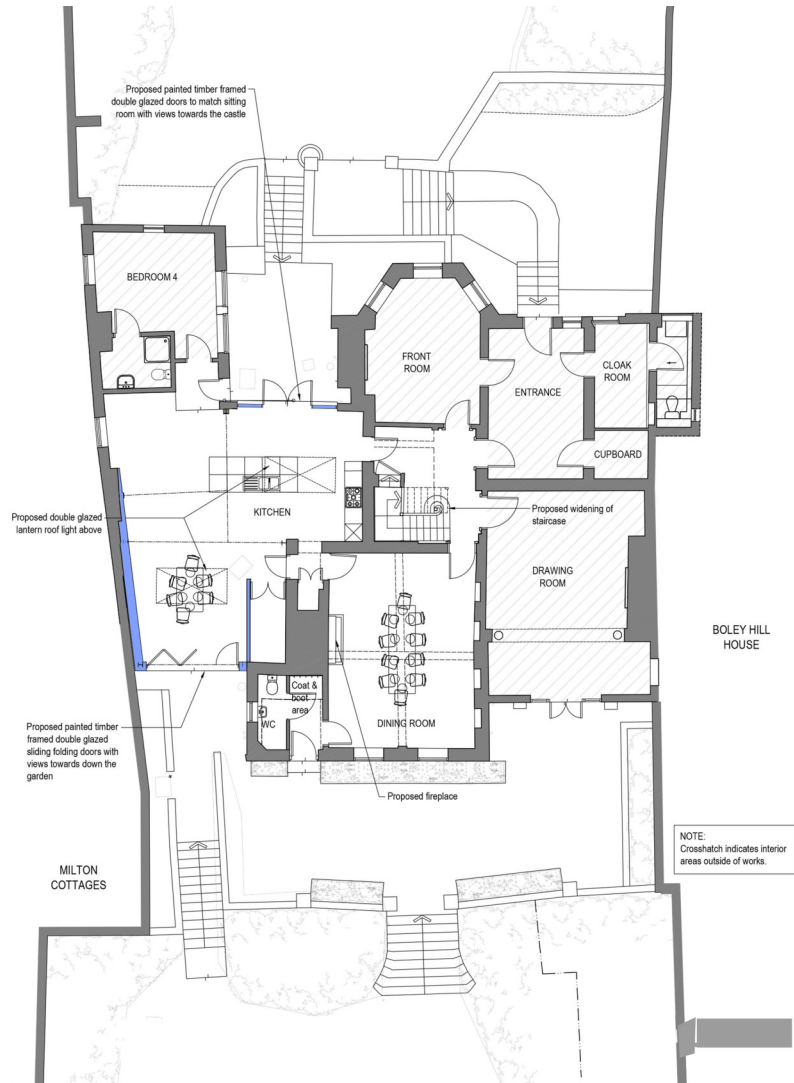 Proposed painted timber framed
double glazed doors to match sitting
room with views towards the castle
BEDROOM 4
FRONT
ROOM
ENTRANCE
CLOAK
ROOM
CUPBOARD
KITCHEN
Proposed double glazed
lantern roof light above
Proposed widening of
staircase
DRAWING
ROOM
BOLEY HILL
HOUSE
Coat &
boot
area
WC
DINING ROOM
Proposed painted timber
framed double glazed
sliding folding doors with
views towards down the
garden
Proposed fireplace
NOTE:
Crosshatch indicates interior
areas outside of works.
MILTON
COTTAGES